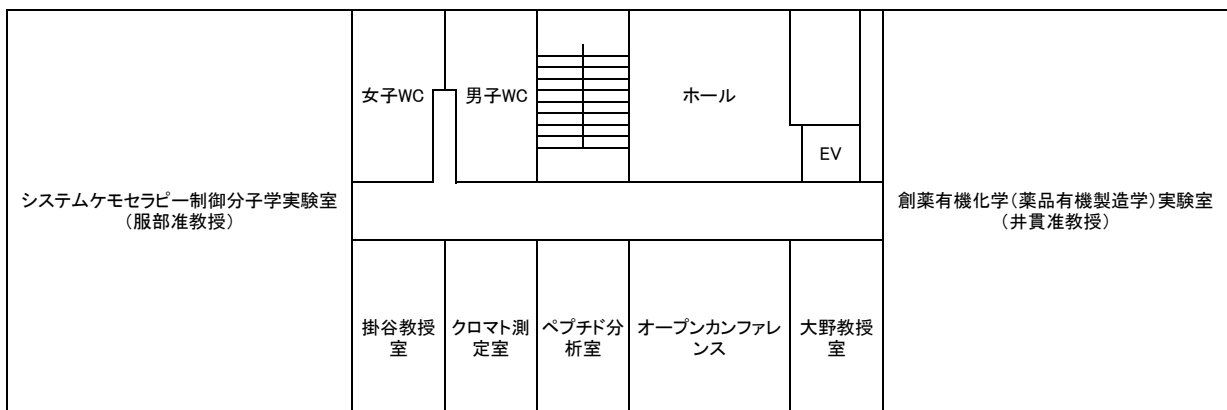 女子WC
男子WC
ホール
EV
システムケモセラピー制御分子学実験室
(服部准教授)
創薬有機化学(薬品有機製造学)実験室
(井貫准教授)
掛谷教授
室
クロマト測
定室
ペプチド分
析室
オープンカンファレ
ンス
大野教授
室